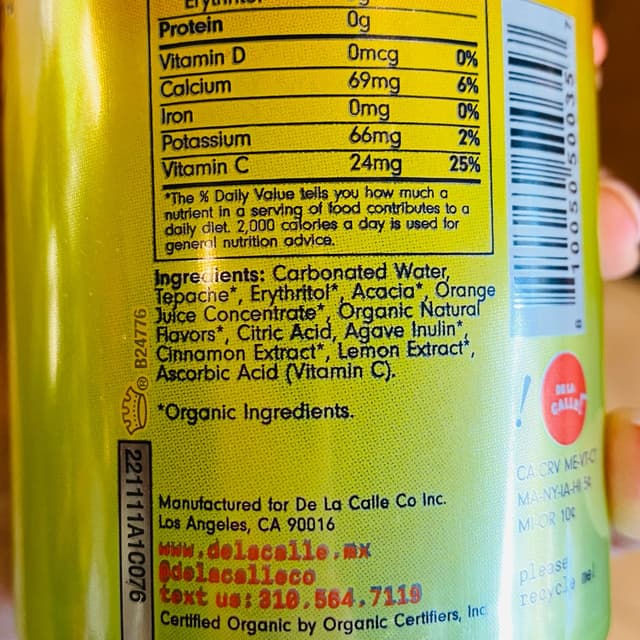 Erythritol
Protein 0g
Vitamin D 0mcg 0%
Calcium 69mg 6%
Iron 0mg 0%
Potassium 66mg 2%
Vitamin C 24mg 25%
*The % Daily Value tells you how much a
nutrient in a serving of food contributes to a
daily diet. 2,000 calories a day is used for
general nutrition advice.
Ingredients: Carbonated Water,
Tepache*, Erythritol*, Acacia*, Orange
Juice Concentrate*, Organic Natural
Flavors*, Citric Acid, Agave Inulin*,
Cinnamon Extract*, Lemon Extract*,
Ascorbic Acid (Vitamin C).
*Organic Ingredients.
Manufactured for De La Calle Co Inc.
Los Angeles, CA 90016
www.delacalle.mx
@delacalleco
text us: 310.564.7119
Certified Organic by Organic Certifiers, Inc
® B24776
221111A10076
DE LA
CALLE!
CA CRV ME-VT-CT
MA-NY-IA-HI 5¢
MI-OR 10¢
please
recycle me!